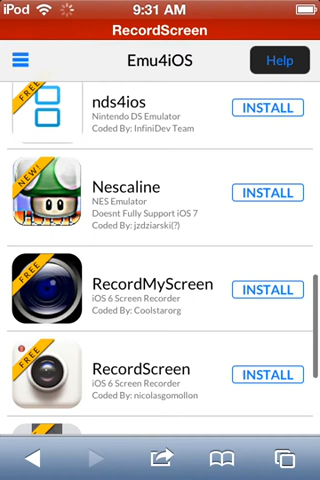 iPod 9:31 AM
RecordScreen
Emu4iOS Help
FREE
nds4ios
Nintendo DS Emulator
Coded By: InfiniDev Team
INSTALL
NEW!
Nescaline
NES Emulator
Doesnt Fully Support iOS 7
Coded By: jzdziarski(?)
INSTALL
FREE
RecordMyScreen
iOS 6 Screen Recorder
Coded By: Coolstarorg
INSTALL
FREE
RecordScreen
iOS 6 Screen Recorder
Coded By: nicolasgomollon
INSTALL